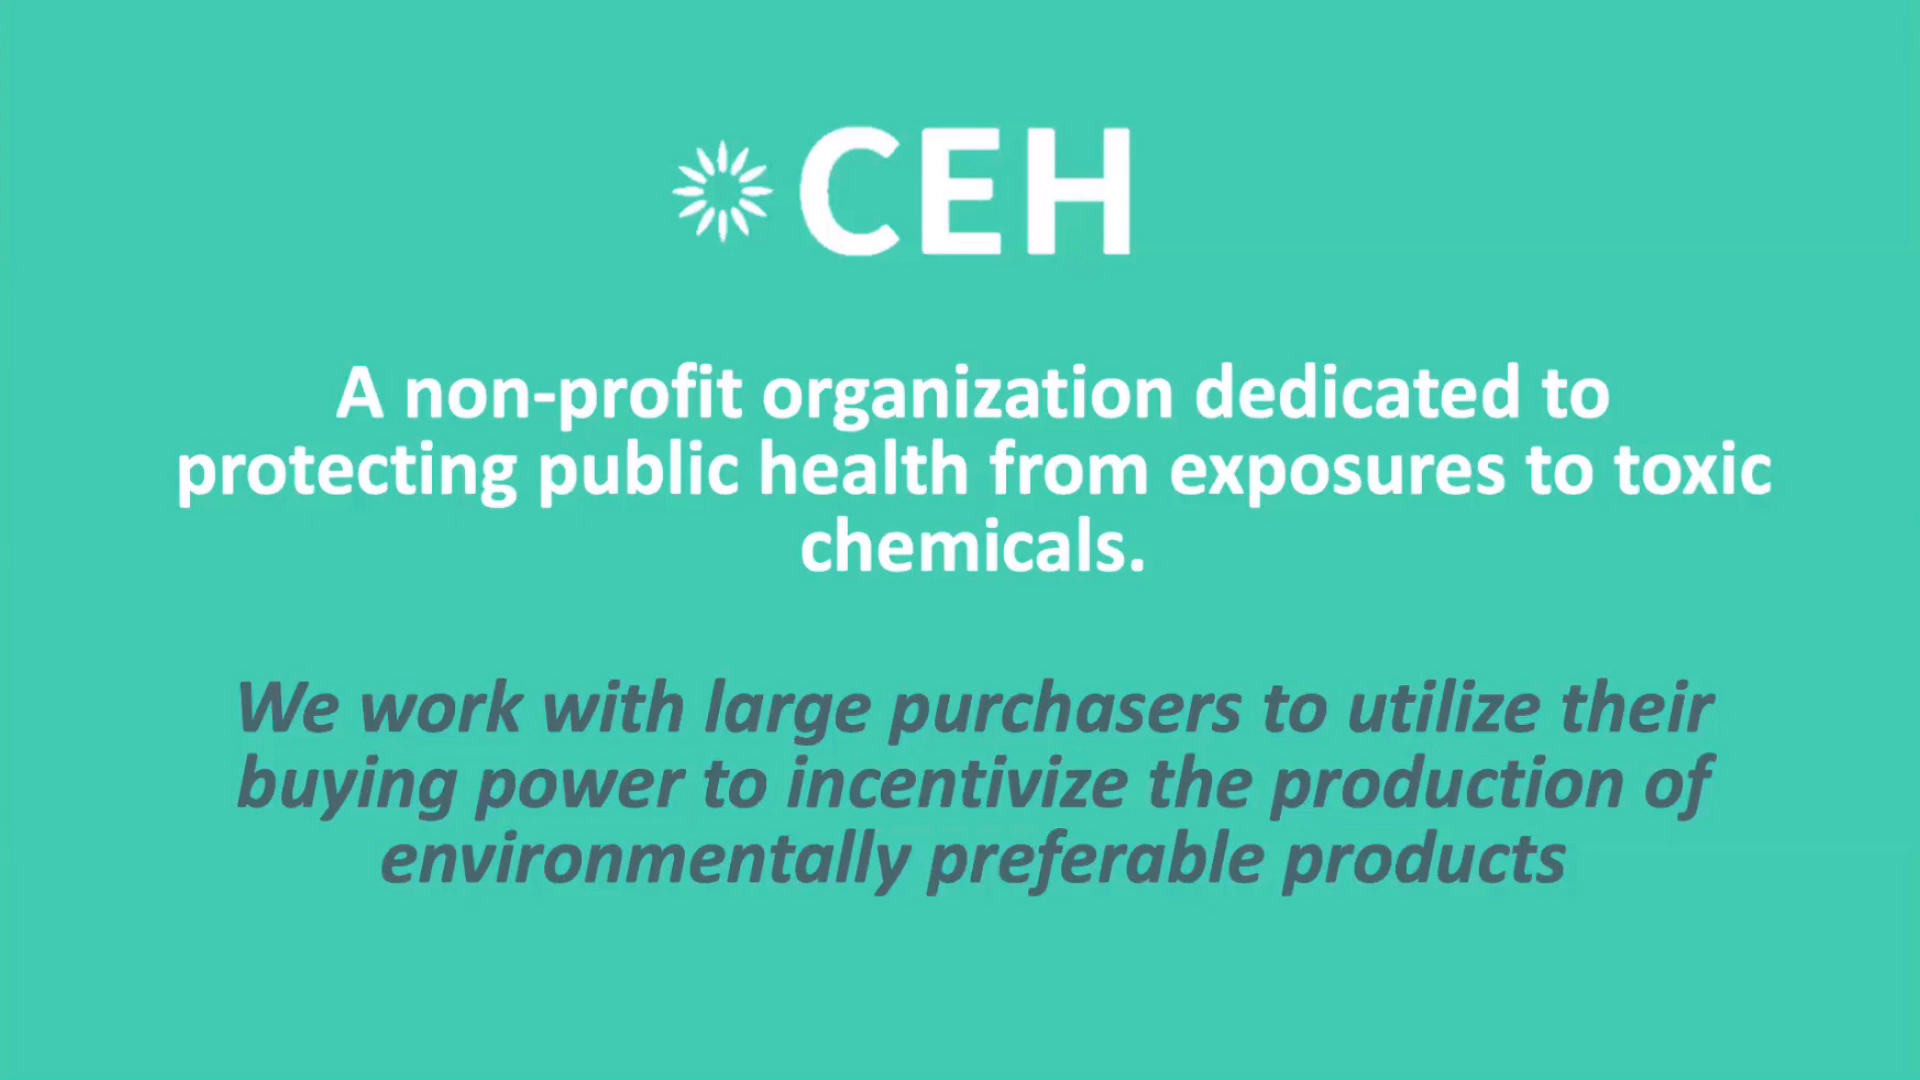 CEH
A non-profit organization dedicated to
protecting public health from exposures to toxic
chemicals.
We work with large purchasers to utilize their
buying power to incentivize the production of
environmentally preferable products